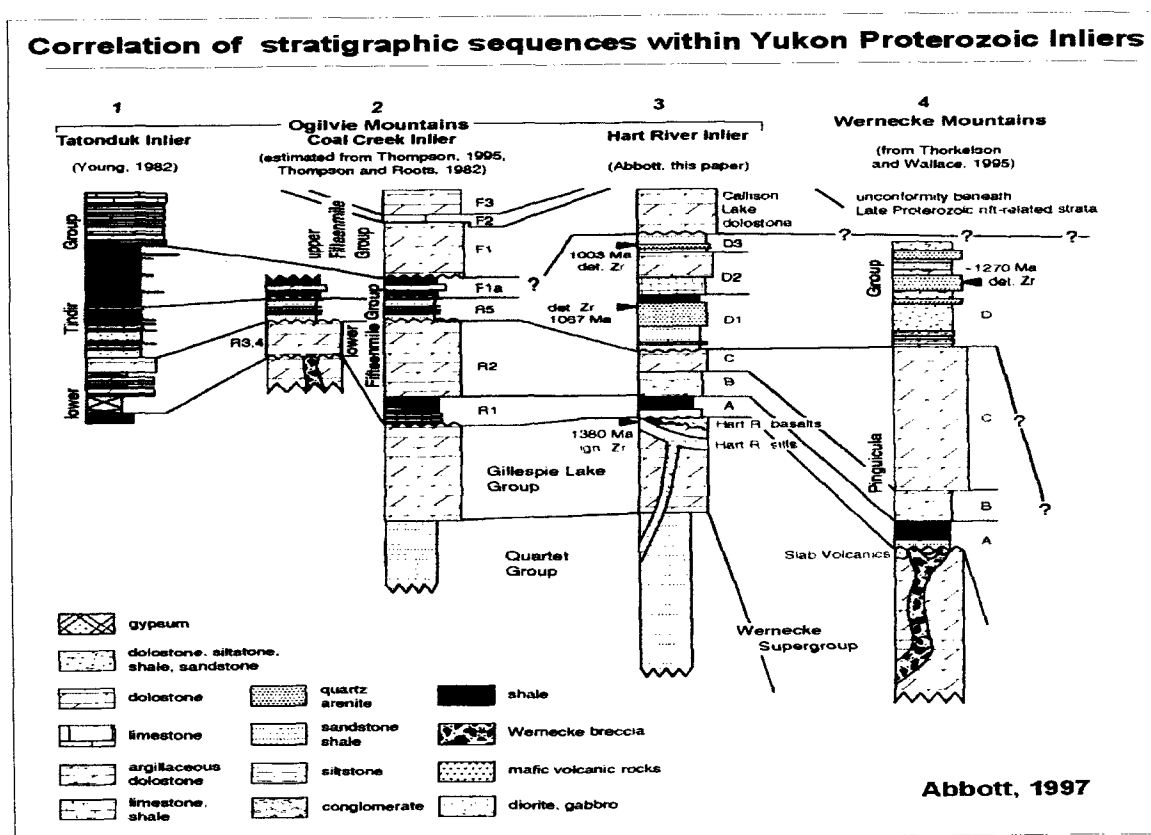 Correlation of stratigraphic sequences within Yukon Proterozoic Inliers
1
2
3
4
Ogilvie Mountains
Tatonduk Inlier
Coal Creek Inlier
Hart River Inlier
Wernecke Mountains
(Young, 1982)
(estimated from Thompson, 1995,
Thompson and Roots, 1982)
(Abbott, this paper)
(from Thorkelson
and Wallace, 1995)
Group
Tindir
lower
upper
Fifteenmile
Group
F3
F2
F1
F1a
R5
R3,4
lower
Fifteenmile Group
R2
R1
?
Callison
Lake
dolostone
unconformity beneath
Late Proterozoic rift-related strata
? ? ?
D3
1003 Ma
det. Zr
D2
det. Zr
1067 Ma
D1
C
B
A
Hart R. basalts
Hart R. sills
1380 Ma
ign. Zr
Group
~1270 Ma
det. Zr
D
C
?
Pinguicula
B
?
A
Slab Volcanics
Gillespie Lake
Group
Quartet
Group
Wernecke
Supergroup
gypsum
dolostone, siltstone,
shale, sandstone
dolostone
limestone
argillaceous
dolostone
limestone,
shale
quartz
arenite
sandstone
shale
siltstone
conglomerate
shale
Wernecke breccia
mafic volcanic rocks
diorite, gabbro
Abbott, 1997